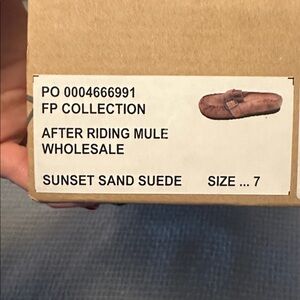 PO 0004666991
FP COLLECTION
AFTER RIDING MULE
WHOLESALE
SUNSET SAND SUEDE SIZE ... 7